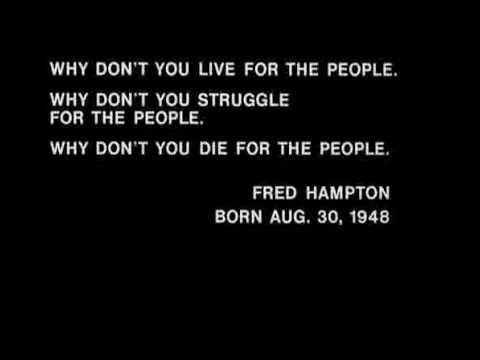 WHY DON'T YOU LIVE FOR THE PEOPLE.
WHY DON'T YOU STRUGGLE
FOR THE PEOPLE.
WHY DON'T YOU DIE FOR THE PEOPLE.
FRED HAMPTON
BORN AUG. 30, 1948